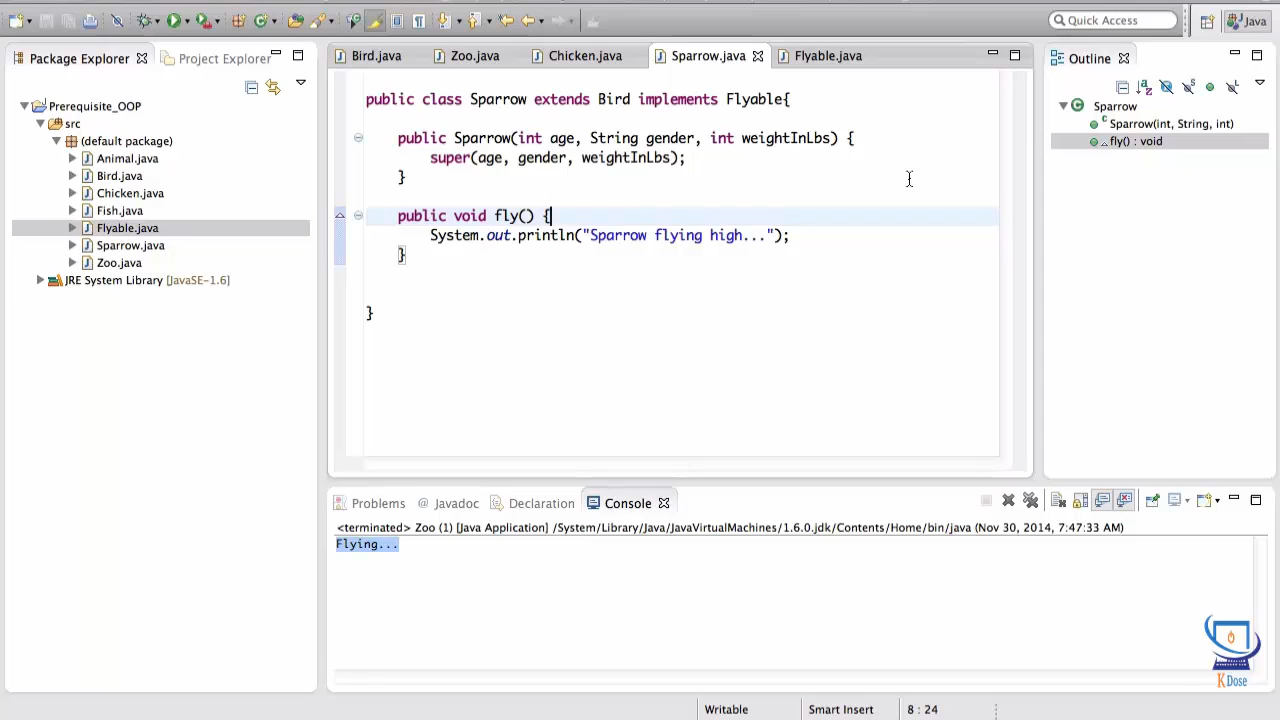 Quick Access
Java
Package Explorer
Project Explorer
Prerequisite_OOP
src
(default package)
Animal.java
Bird.java
Chicken.java
Fish.java
Flyable.java
Sparrow.java
Zoo.java
JRE System Library [JavaSE-1.6]
Bird.java
Zoo.java
Chicken.java
Sparrow.java
Flyable.java
public class Sparrow extends Bird implements Flyable{
public Sparrow(int age, String gender, int weightInLbs) {
super(age, gender, weightInLbs);
}
public void fly() {
System.out.println("Sparrow flying high...");
}
}
Outline
Sparrow
Sparrow(int, String, int)
fly() : void
Problems
@ Javadoc
Declaration
Console
<terminated> Zoo (1) [Java Application] /System/Library/Java/JavaVirtualMachines/1.6.0.jdk/Contents/Home/bin/java (Nov 30, 2014, 7:47:33 AM)
Flying...
K Dose
Writable
Smart Insert
8 : 24